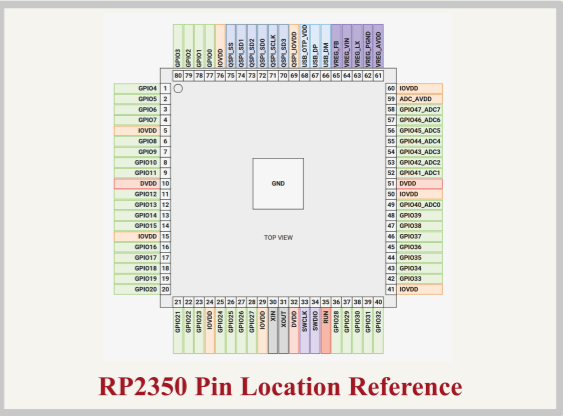 GPIO3 GPIO2 GPIO1 GPIO0 IOVDD QSPI_SS QSPI_SD1 QSPI_SD2 QSPI_SD0 QSPI_SCLK QSPI_SD3 QSPI_IOVDD USB_OTP_VDD USB_DP USB_DM VREG_FB VREG_VIN VREG_LX VREG_PGND VREG_AVDD
80 79 78 77 76 75 74 73 72 71 70 69 68 67 66 65 64 63 62 61
GPIO4 1 60 IOVDD
GPIO5 2 59 ADC_AVDD
GPIO6 3 58 GPIO47_ADC7
GPIO7 4 57 GPIO46_ADC6
IOVDD 5 56 GPIO45_ADC5
GPIO8 6 55 GPIO44_ADC4
GPIO9 7 54 GPIO43_ADC3
GPIO10 8 53 GPIO42_ADC2
GPIO11 9 52 GPIO41_ADC1
DVDD 10 GND 51 DVDD
GPIO12 11 50 IOVDD
GPIO13 12 49 GPIO40_ADC0
GPIO14 13 48 GPIO39
GPIO15 14 47 GPIO38
IOVDD 15 TOP VIEW 46 GPIO37
GPIO16 16 45 GPIO36
GPIO17 17 44 GPIO35
GPIO18 18 43 GPIO34
GPIO19 19 42 GPIO33
GPIO20 20 41 IOVDD
21 22 23 24 25 26 27 28 29 30 31 32 33 34 35 36 37 38 39 40
GPIO21 GPIO22 GPIO23 IOVDD GPIO24 GPIO25 GPIO26 GPIO27 IOVDD XIN XOUT DVDD SWCLK SWDIO RUN GPIO28 GPIO29 GPIO30 GPIO31 GPIO32
RP2350 Pin Location Reference